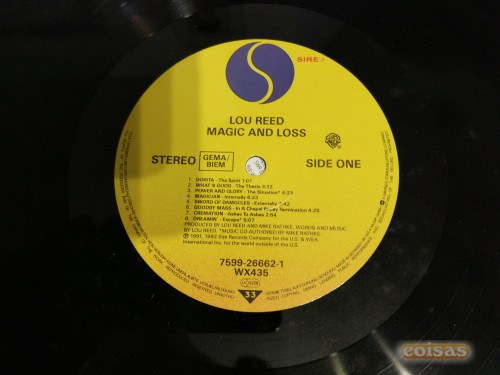 SIRE
LOU REED
MAGIC AND LOSS
STEREO
GEMA/
BIEM
SIDE ONE
1. DORITA - The Spirit 1:07
2. WHAT'S GOOD - The Thesis 3:12
3. POWER AND GLORY - The Situation* 6:23
4. MAGICIAN - Internally 6:23
5. SWORD OF DAMOCLES - Externally 3:42
6. GOODBY MASS - In A Chapel Bodily Termination 4:25
7. CREMATION - Ashes To Ashes 2:54
8. DREAMIN' - Escape* 5:07
PRODUCED BY LOU REED AND MIKE RATHKE. WORDS AND MUSIC
BY LOU REED. *MUSIC CO-AUTHORED BY MIKE RATHKE.
1991, 1992 Sire Records Company for the U.S. & WEA
International Inc. for the world outside of the U.S.
7599-26662-1
WX435
33
coisas